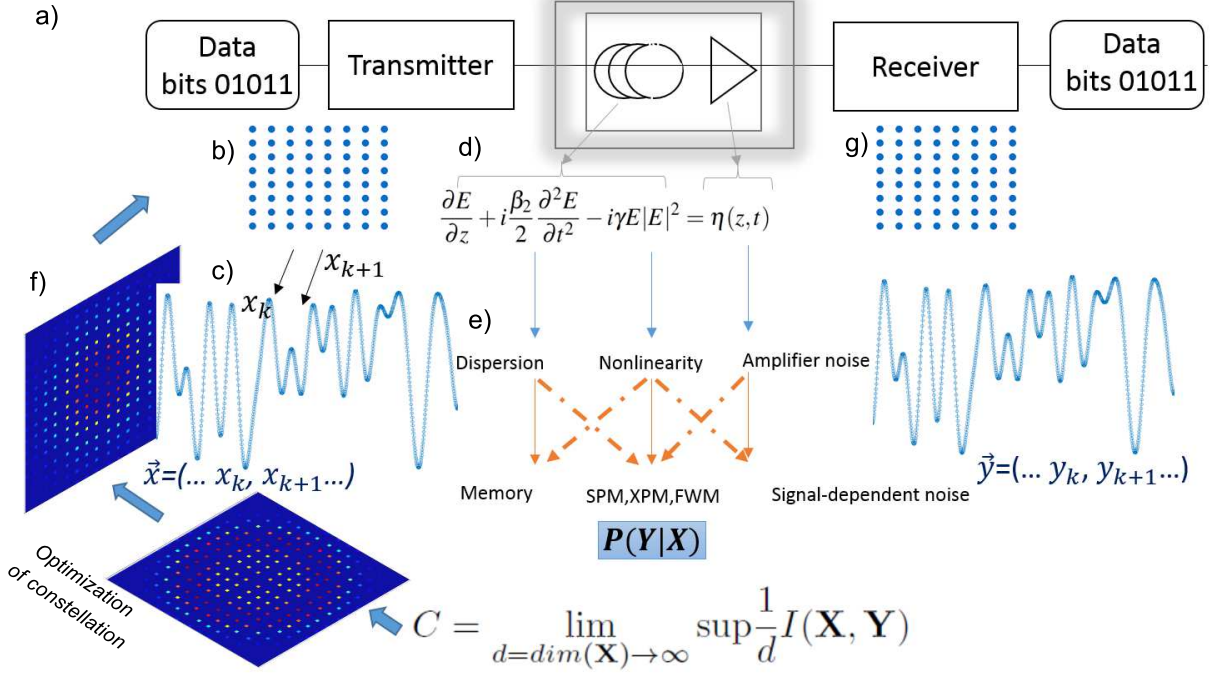 a)
Data
bits 01011
Transmitter
Receiver
Data
bits 01011
b)
d)
g)
∂E/∂z + i β₂/2 ∂²E/∂t² − iγE|E|² = η(z,t)
f)
c)
x_k
x_{k+1}
e)
Dispersion
Nonlinearity
Amplifier noise
x⃗=(... x_k, x_{k+1}...)
y⃗=(... y_k, y_{k+1}...)
Memory
SPM,XPM,FWM
Signal-dependent noise
P(Y|X)
Optimization
of constellation
C = lim_{d=dim(X)→∞} sup 1/d I(X, Y)